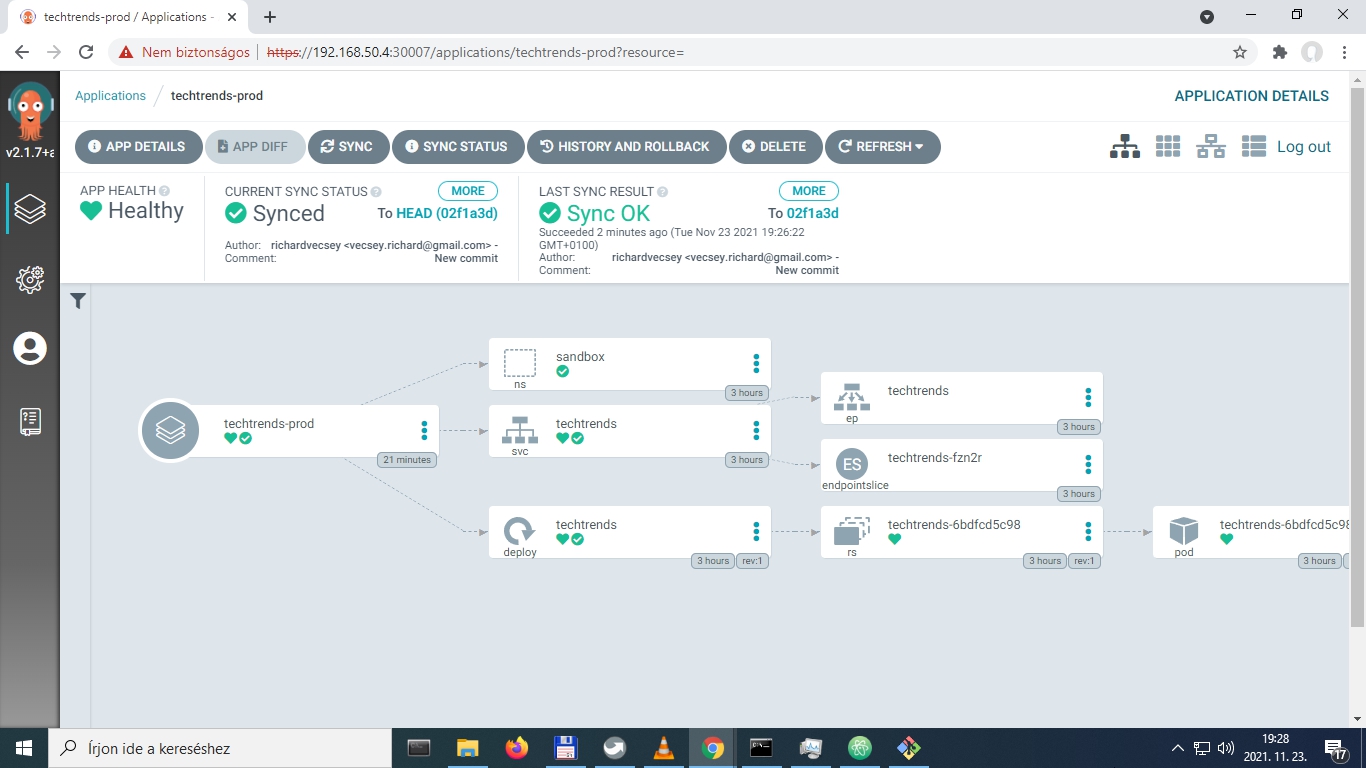 techtrends-prod / Applications -
Nem biztonságos
https://192.168.50.4:30007/applications/techtrends-prod?resource=
v2.1.7+a
Applications / techtrends-prod
APPLICATION DETAILS
APP DETAILS
APP DIFF
SYNC
SYNC STATUS
HISTORY AND ROLLBACK
DELETE
REFRESH
Log out
APP HEALTH
Healthy
CURRENT SYNC STATUS
MORE
Synced
To HEAD (02f1a3d)
Author: richardvecsey <vecsey.richard@gmail.com> -
Comment: New commit
LAST SYNC RESULT
MORE
Sync OK
To 02f1a3d
Succeeded 2 minutes ago (Tue Nov 23 2021 19:26:22
GMT+0100)
Author: richardvecsey <vecsey.richard@gmail.com> -
Comment: New commit
techtrends-prod
21 minutes
sandbox
ns
3 hours
techtrends
svc
3 hours
techtrends
ep
3 hours
ES
techtrends-fzn2r
endpointslice
3 hours
techtrends
deploy
3 hours
rev:1
techtrends-6bdfcd5c98
rs
3 hours
rev:1
techtrends-6bdfcd5c98
pod
3 hours
Írjon ide a kereséshez
19:28
2021. 11. 23.
17